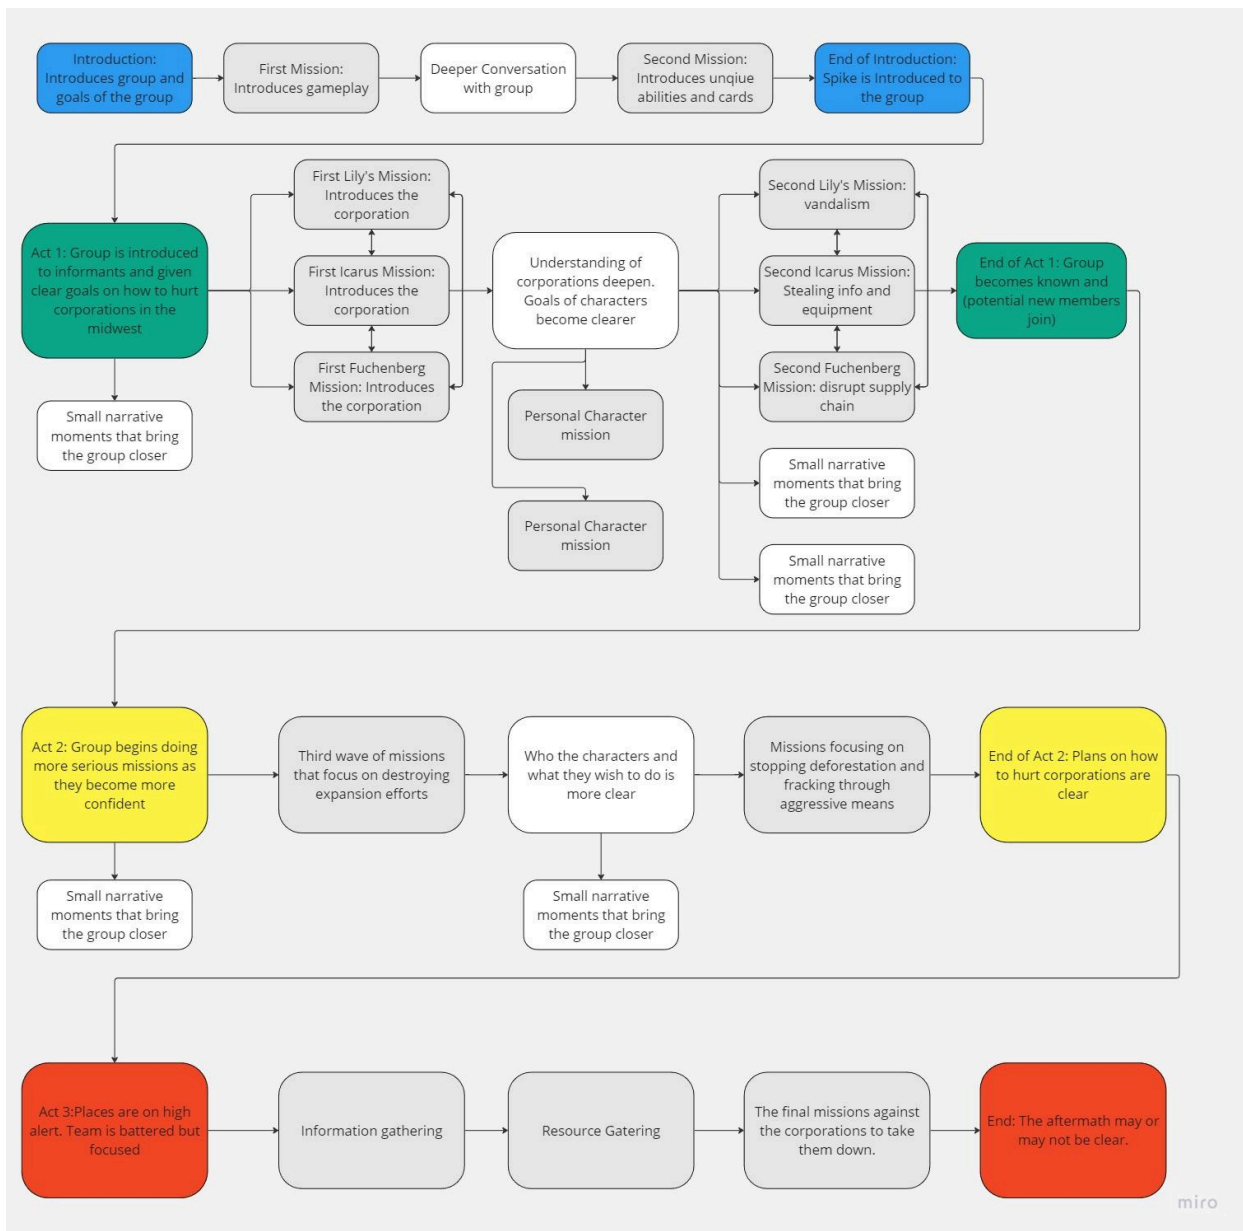 Introduction:
Introduces group and
goals of the group
First Mission:
Introduces gameplay
Deeper Conversation
with group
Second Mission:
Introduces unqiue
abilities and cards
End of Introduction:
Spike is Introduced to
the group
Act 1: Group is introduced
to informants and given
clear goals on how to hurt
corporations in the
midwest
Small narrative
moments that bring
the group closer
First Lily's Mission:
Introduces the
corporation
First Icarus Mission:
Introduces the
corporation
First Fuchenberg
Mission: Introduces
the corporation
Understanding of
corporations deepen.
Goals of characters
become clearer
Personal Character
mission
Personal Character
mission
Second Lily's Mission:
vandalism
Second Icarus Mission:
Stealing info and
equipment
Second Fuchenberg
Mission: disrupt supply
chain
Small narrative
moments that bring
the group closer
Small narrative
moments that bring
the group closer
End of Act 1: Group
becomes known and
(potential new members
join)
Act 2: Group begins doing
more serious missions as
they become more
confident
Small narrative
moments that bring
the group closer
Third wave of missions
that focus on destroying
expansion efforts
Who the characters and
what they wish to do is
more clear
Small narrative
moments that bring
the group closer
Missions focusing on
stopping deforestation and
fracking through
aggressive means
End of Act 2: Plans on how
to hurt corporations are
clear
Act 3:Places are on high
alert. Team is battered but
focused
Information gathering
Resource Gatering
The final missions against
the corporations to take
them down.
End: The aftermath may or
may not be clear.
miro